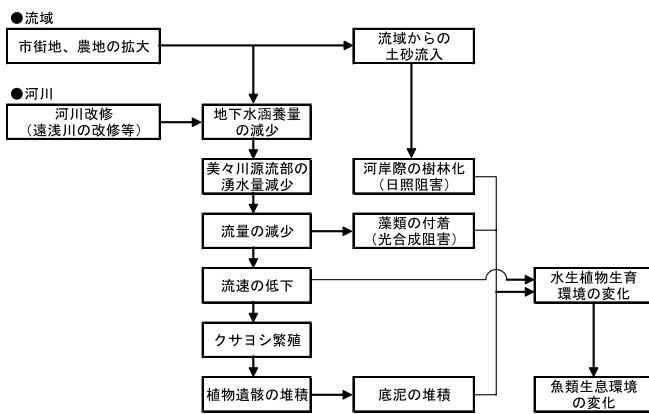 ●流域
市街地、農地の拡大
流域からの
土砂流入
●河川
河川改修
(遠浅川の改修等)
地下水涵養量
の減少
美々川源流部の
湧水量減少
河岸際の樹林化
(日照阻害)
流量の減少
藻類の付着
(光合成阻害)
流速の低下
水生植物生育
環境の変化
クサヨシ繁殖
植物遺骸の堆積
底泥の堆積
魚類生息環境
の変化